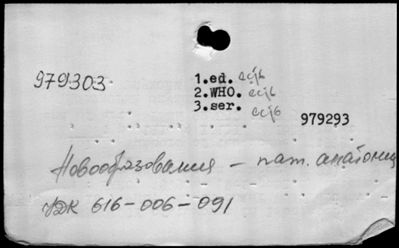 979303
1.ed.
2.WHO.
3.ser.
979293
Новообразования – пат. анатомия
УДК 616-006-091